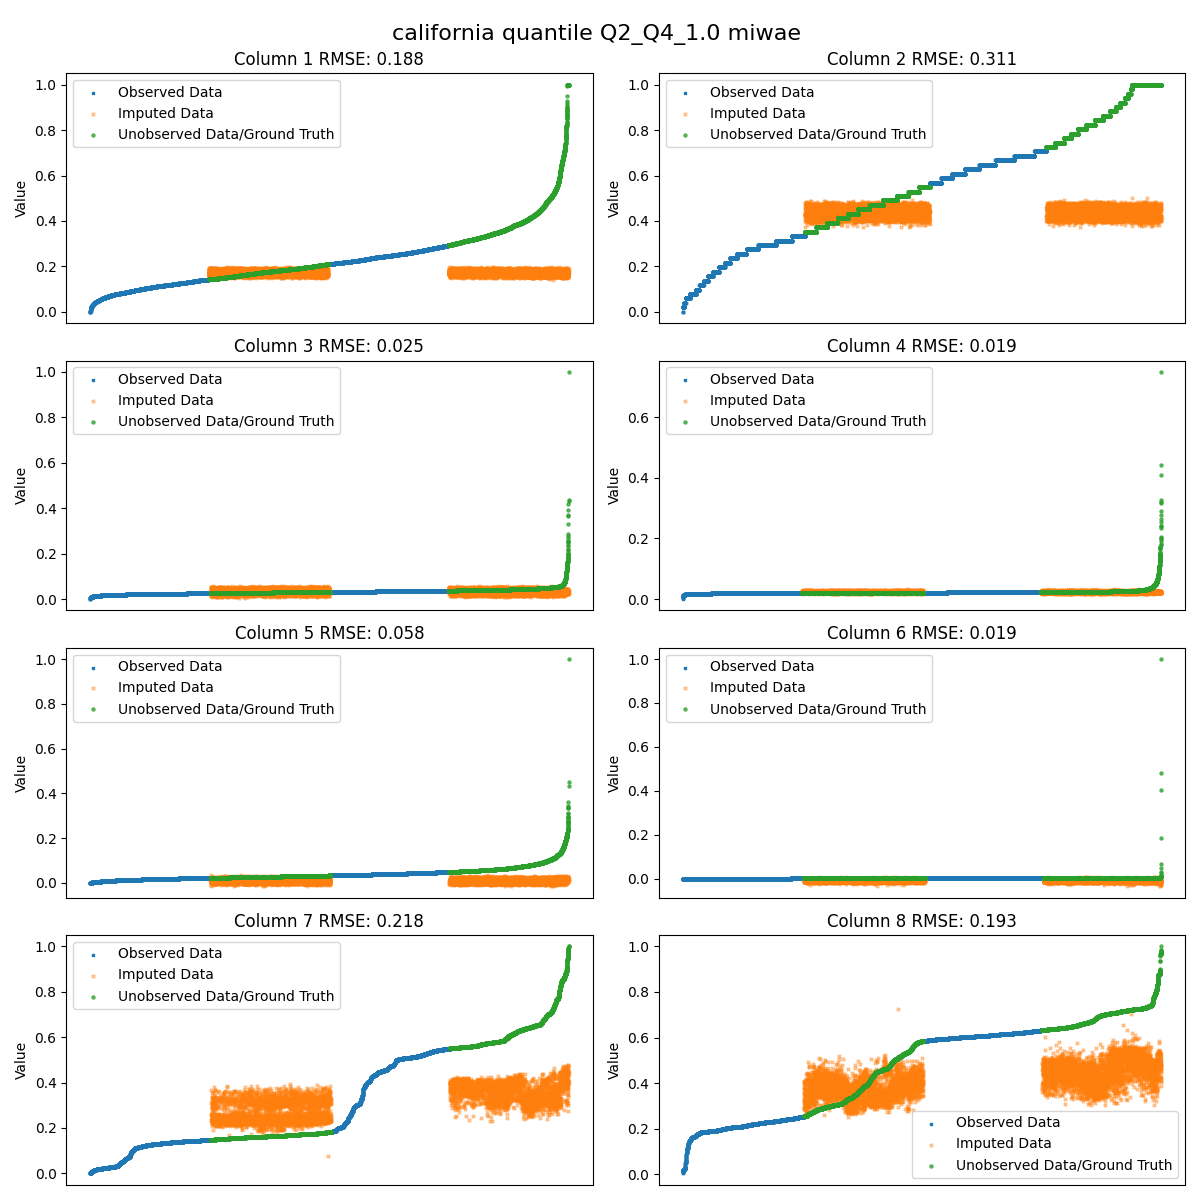 california quantile Q2_Q4_1.0 miwae
Column 1 RMSE: 0.188
Value
1.0
0.8
0.6
0.4
0.2
0.0
Observed Data
Imputed Data
Unobserved Data/Ground Truth
Column 2 RMSE: 0.311
Value
1.0
0.8
0.6
0.4
0.2
0.0
Observed Data
Imputed Data
Unobserved Data/Ground Truth
Column 3 RMSE: 0.025
Value
1.0
0.8
0.6
0.4
0.2
0.0
Observed Data
Imputed Data
Unobserved Data/Ground Truth
Column 4 RMSE: 0.019
Value
0.6
0.4
0.2
0.0
Observed Data
Imputed Data
Unobserved Data/Ground Truth
Column 5 RMSE: 0.058
Value
1.0
0.8
0.6
0.4
0.2
0.0
Observed Data
Imputed Data
Unobserved Data/Ground Truth
Column 6 RMSE: 0.019
Value
1.0
0.8
0.6
0.4
0.2
0.0
Observed Data
Imputed Data
Unobserved Data/Ground Truth
Column 7 RMSE: 0.218
Value
1.0
0.8
0.6
0.4
0.2
0.0
Observed Data
Imputed Data
Unobserved Data/Ground Truth
Column 8 RMSE: 0.193
Value
1.0
0.8
0.6
0.4
0.2
0.0
Observed Data
Imputed Data
Unobserved Data/Ground Truth